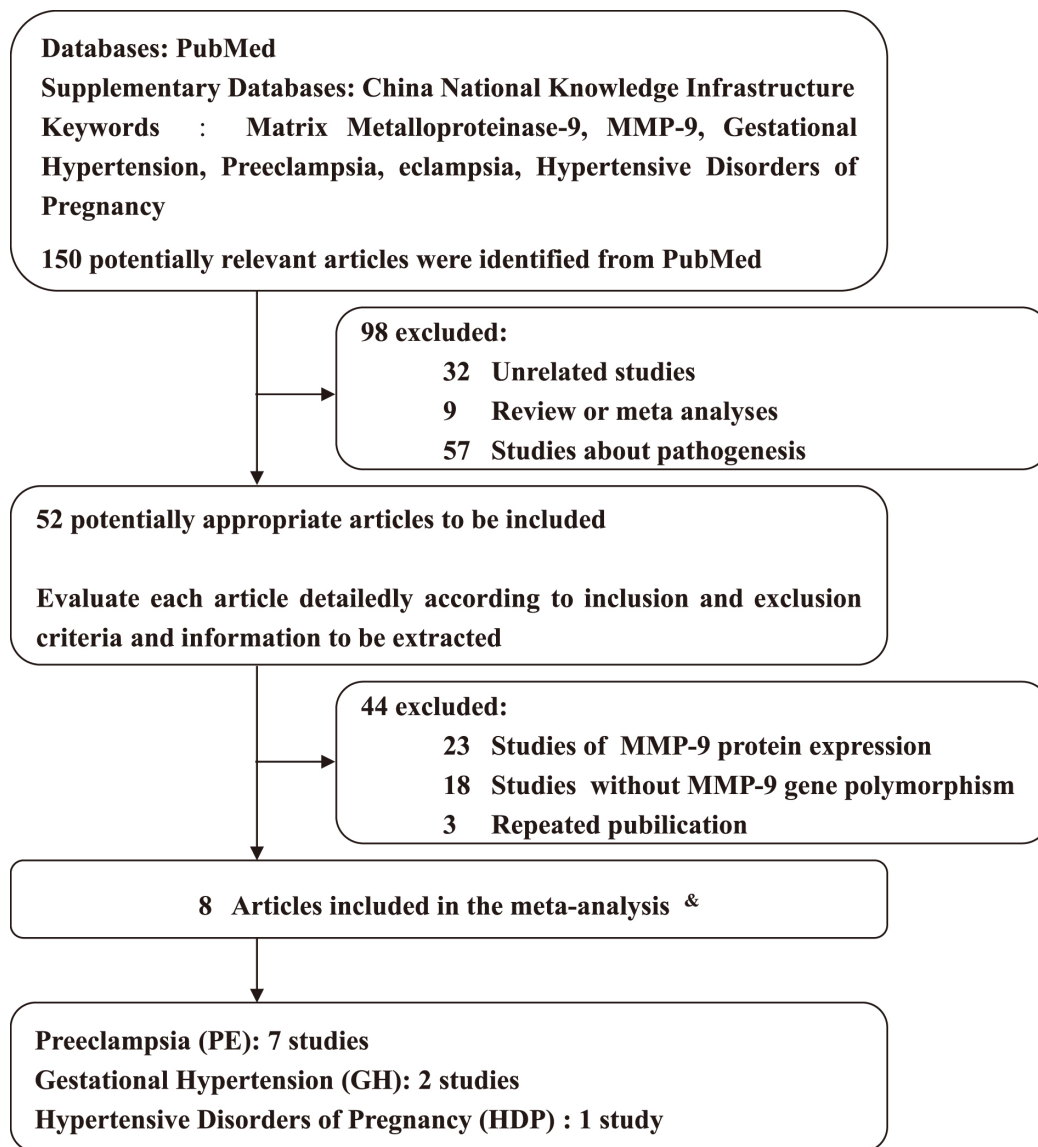 Databases: PubMed
Supplementary Databases: China National Knowledge Infrastructure
Keywords : Matrix Metalloproteinase-9, MMP-9, Gestational
Hypertension, Preeclampsia, eclampsia, Hypertensive Disorders of
Pregnancy
150 potentially relevant articles were identified from PubMed
98 excluded:
32 Unrelated studies
9 Review or meta analyses
57 Studies about pathogenesis
52 potentially appropriate articles to be included
Evaluate each article detailedly according to inclusion and exclusion
criteria and information to be extracted
44 excluded:
23 Studies of MMP-9 protein expression
18 Studies without MMP-9 gene polymorphism
3 Repeated pubilication
8 Articles included in the meta-analysis &
Preeclampsia (PE): 7 studies
Gestational Hypertension (GH): 2 studies
Hypertensive Disorders of Pregnancy (HDP) : 1 study